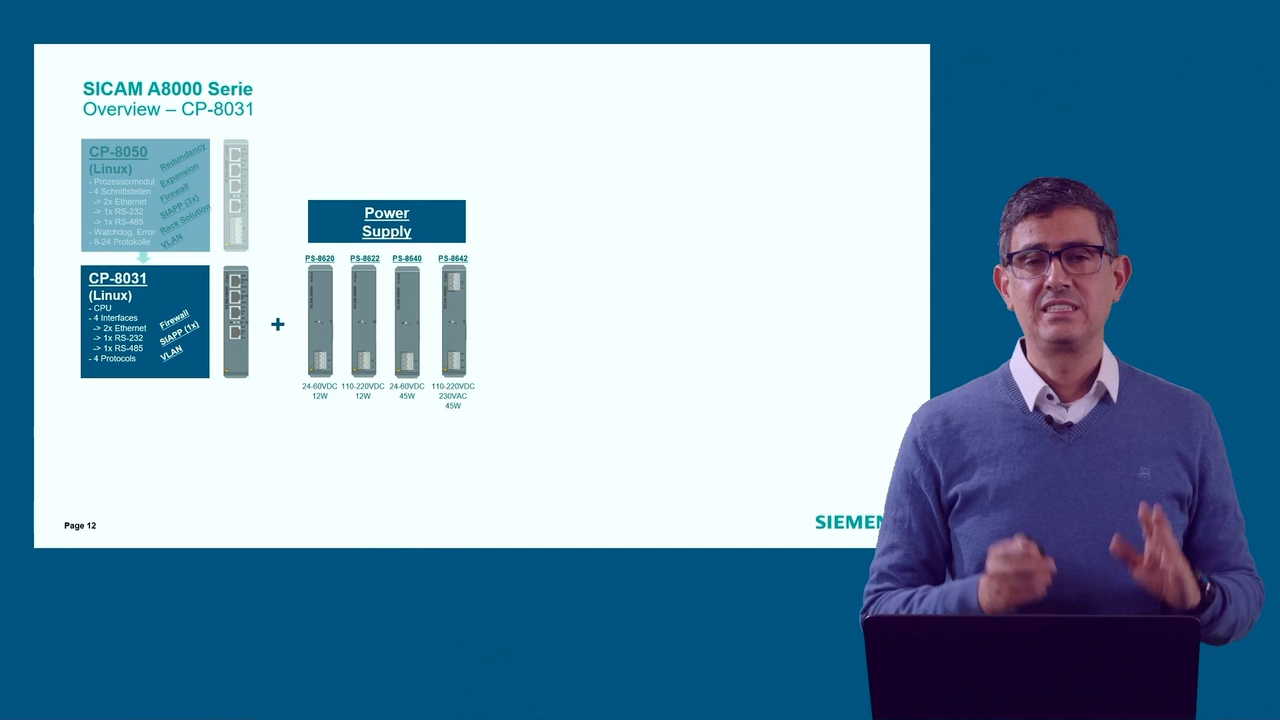 SICAM A8000 Serie
Overview – CP-8031
CP-8050
(Linux)
- Prozessormodul
- 4 Schnittstellen
-> 2x Ethernet
-> 1x RS-232
-> 1x RS-485
- Watchdog, Error
- 8-24 Protokolle
Redundancy
Expansion
Firewall
SIAPP (3x)
Rack Solution
VLAN
CP-8031
(Linux)
- CPU
- 4 Interfaces
-> 2x Ethernet
-> 1x RS-232
-> 1x RS-485
- 4 Protocols
Firewall
SIAPP (1x)
VLAN
+
Power
Supply
PS-8620 PS-8622 PS-8640 PS-8642
24-60VDC 110-220VDC 24-60VDC 110-220VDC
12W 12W 45W 230VAC
45W
Page 12
SIEMEN